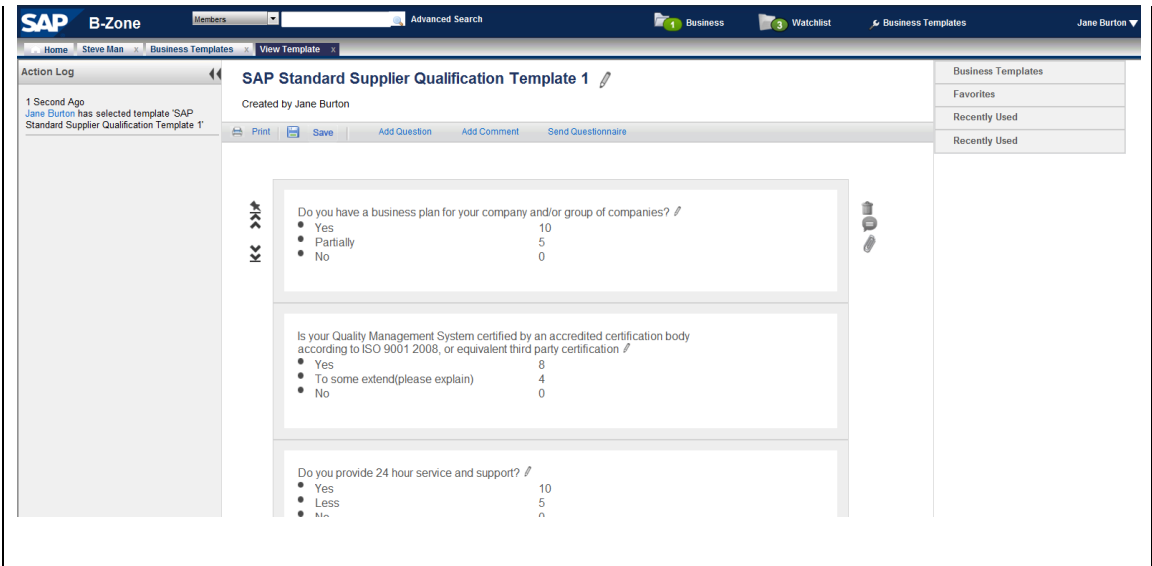 SAP B-Zone Members Advanced Search 1 Business 3 Watchlist Business Templates Jane Burton
Home Steve Man x Business Templates x View Template x
Action Log
1 Second Ago
Jane Burton has selected template 'SAP
Standard Supplier Qualification Template 1'
SAP Standard Supplier Qualification Template 1
Created by Jane Burton
Print Save Add Question Add Comment Send Questionnaire
Do you have a business plan for your company and/or group of companies?
Yes 10
Partially 5
No 0
Is your Quality Management System certified by an accredited certification body
according to ISO 9001 2008, or equivalent third party certification
Yes 8
To some extend(please explain) 4
No 0
Do you provide 24 hour service and support?
Yes 10
Less 5
No 0
Business Templates
Favorites
Recently Used
Recently Used